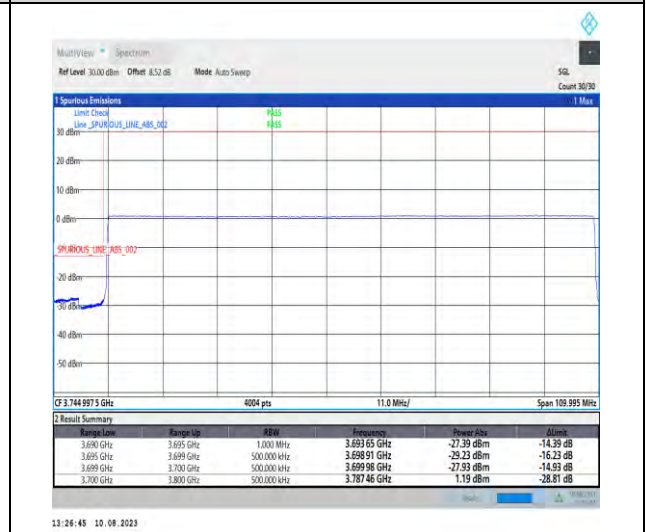 MultiView Spectrum
Ref Level 30.00 dBm Offset 8.52 dB Mode Auto Sweep SGL
Count 30/30
1 Spurious Emissions 1 Max
Limit Check PASS
Line _SPURIOUS_LINE_ABS_002 PASS
30 dBm
20 dBm
10 dBm
0 dBm
_SPURIOUS_LINE_ABS_002
-20 dBm
-30 dBm
-40 dBm
-50 dBm
CF 3.744 997 5 GHz 4004 pts 11.0 MHz/ Span 109.995 MHz
2 Result Summary
Range Low Range Up RBW Frequency Power Abs ΔLimit
3.690 GHz 3.695 GHz 1.000 MHz 3.693 65 GHz -27.39 dBm -14.39 dB
3.695 GHz 3.699 GHz 500.000 kHz 3.698 91 GHz -29.23 dBm -16.23 dB
3.699 GHz 3.700 GHz 500.000 kHz 3.699 98 GHz -27.93 dBm -14.93 dB
3.700 GHz 3.800 GHz 500.000 kHz 3.787 46 GHz 1.19 dBm -28.81 dB
13:26:45 10.08.2023